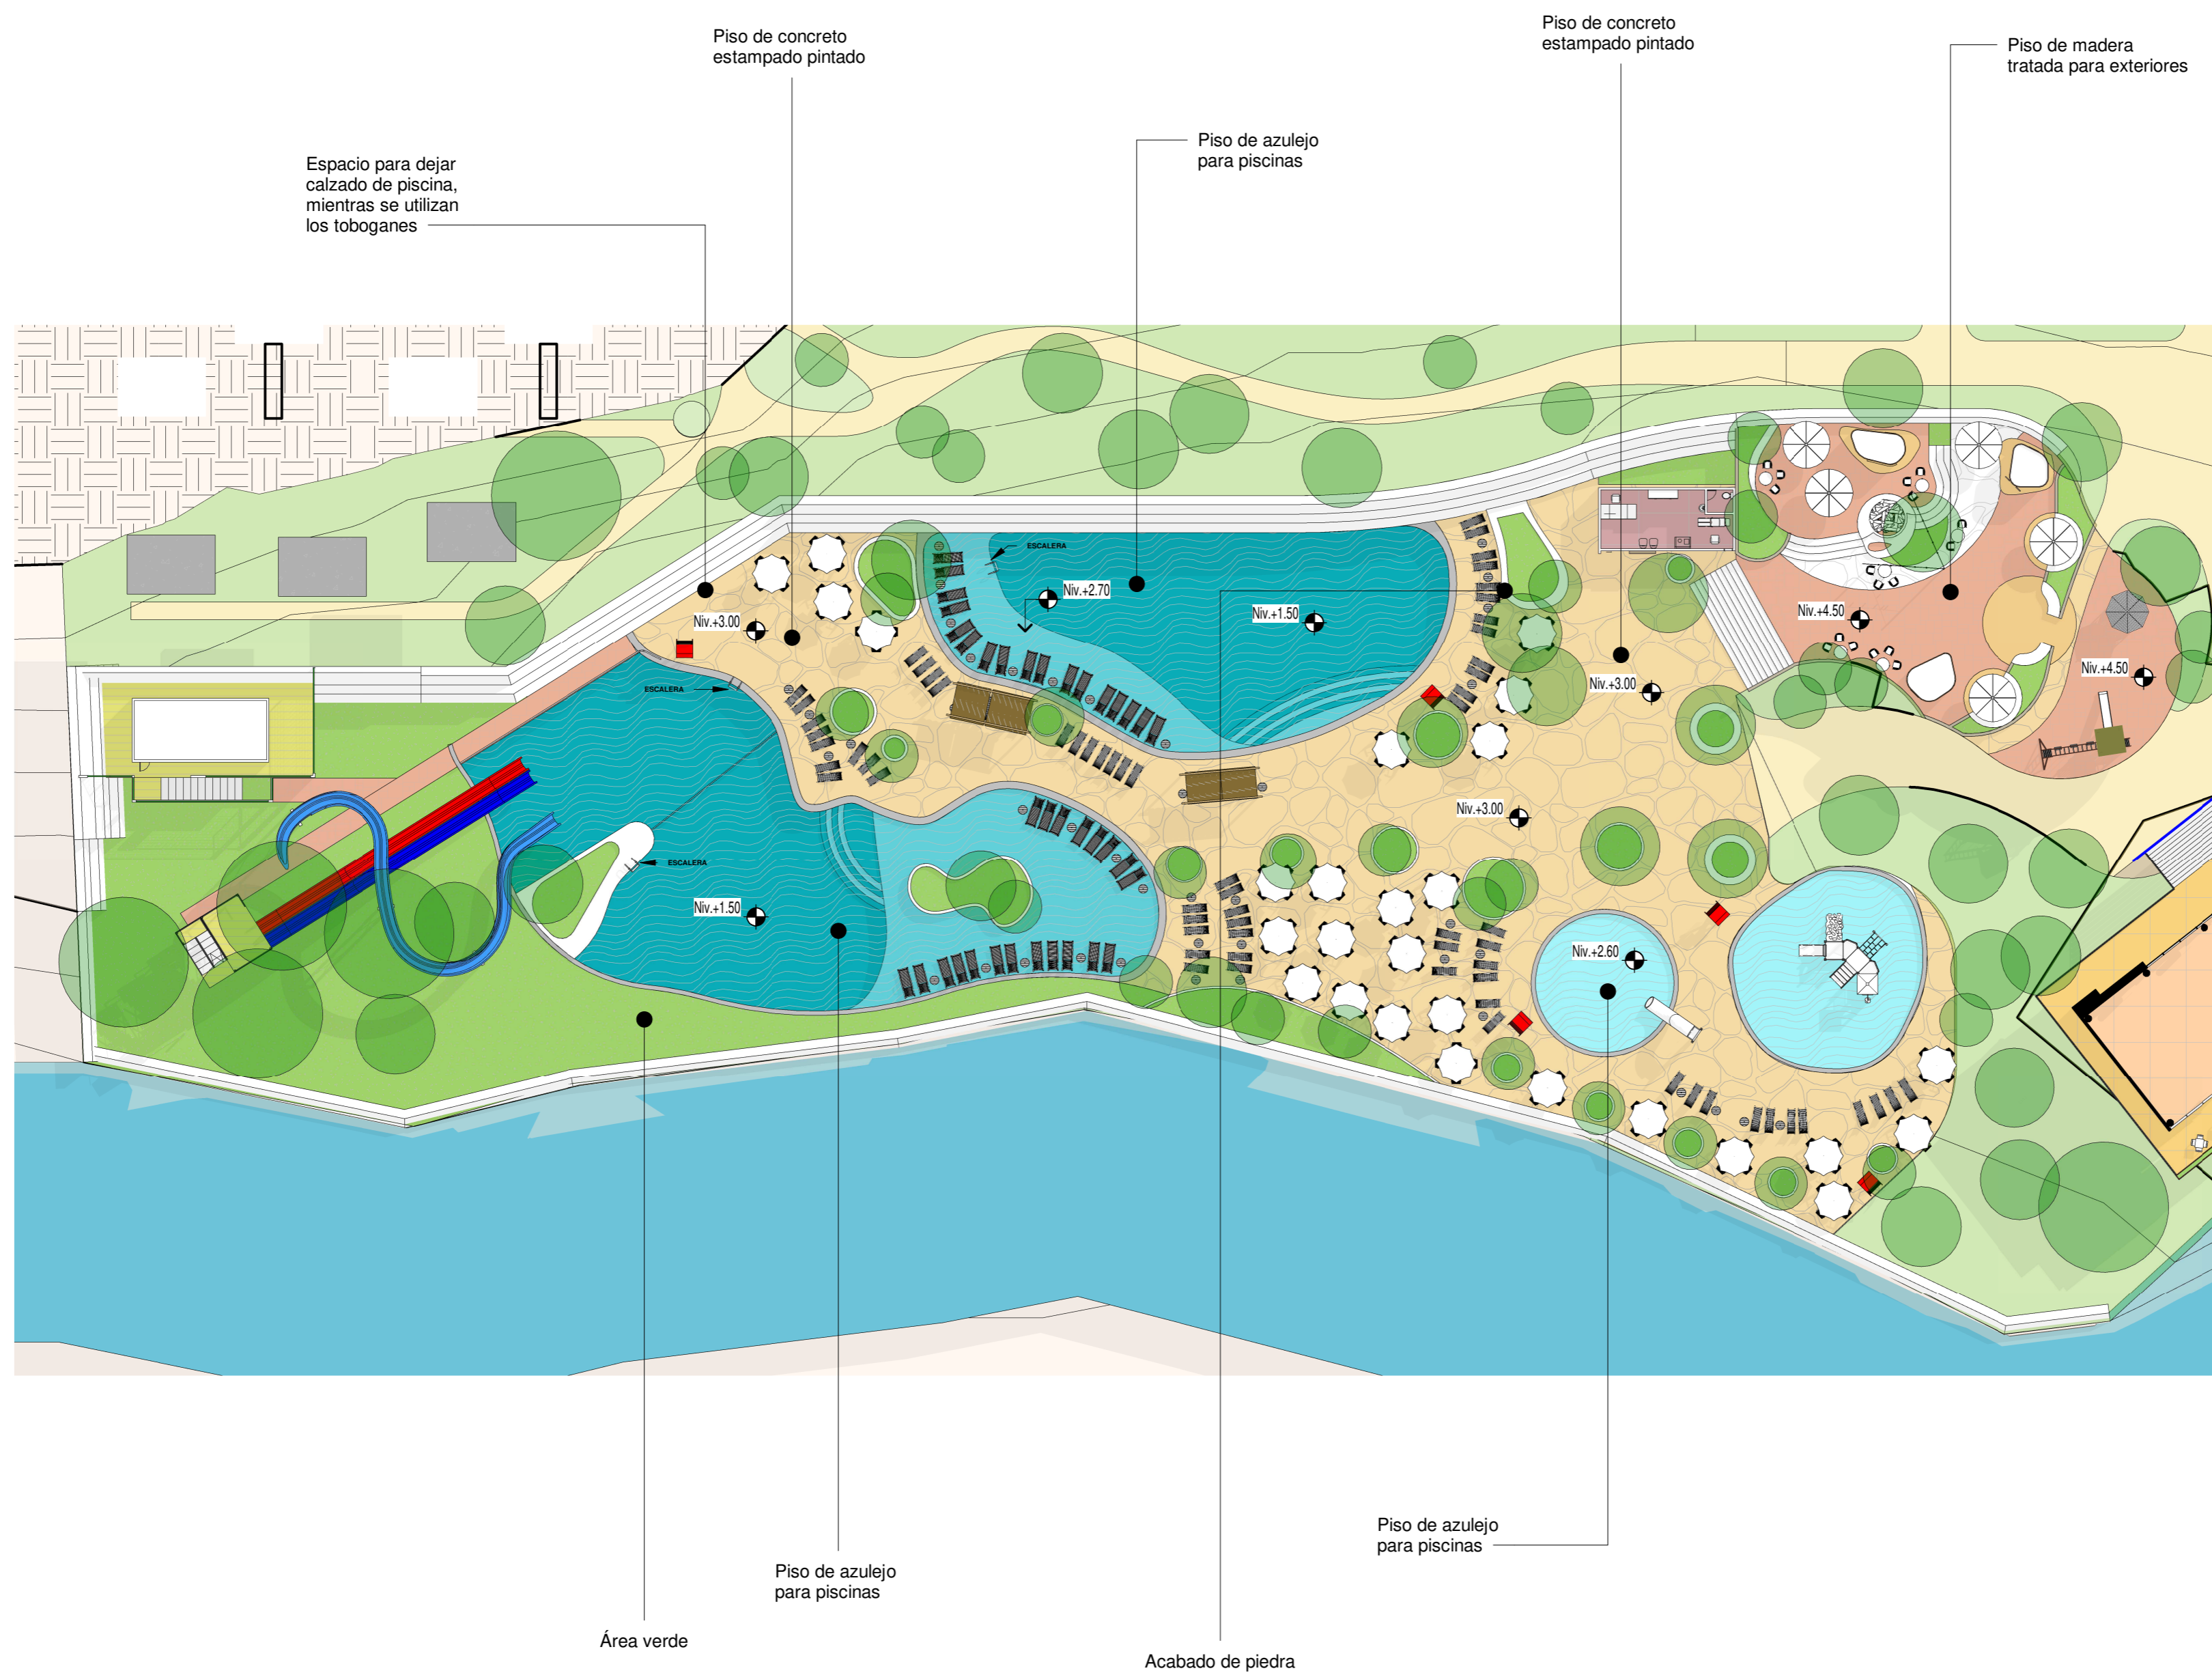 Piso de concreto
estampado pintado
Piso de concreto
estampado pintado
Piso de madera
tratada para exteriores
Piso de azulejo
para piscinas
Espacio para dejar
calzado de piscina,
mientras se utilizan
los toboganes
ESCALERA
Niv.+2.70
Niv.+1.50
Niv.+3.00
Niv.+4.50
Niv.+4.50
Niv.+3.00
ESCALERA
Niv.+3.00
ESCALERA
Niv.+1.50
Niv.+2.60
Piso de azulejo
para piscinas
Piso de azulejo
para piscinas
Área verde
Acabado de piedra